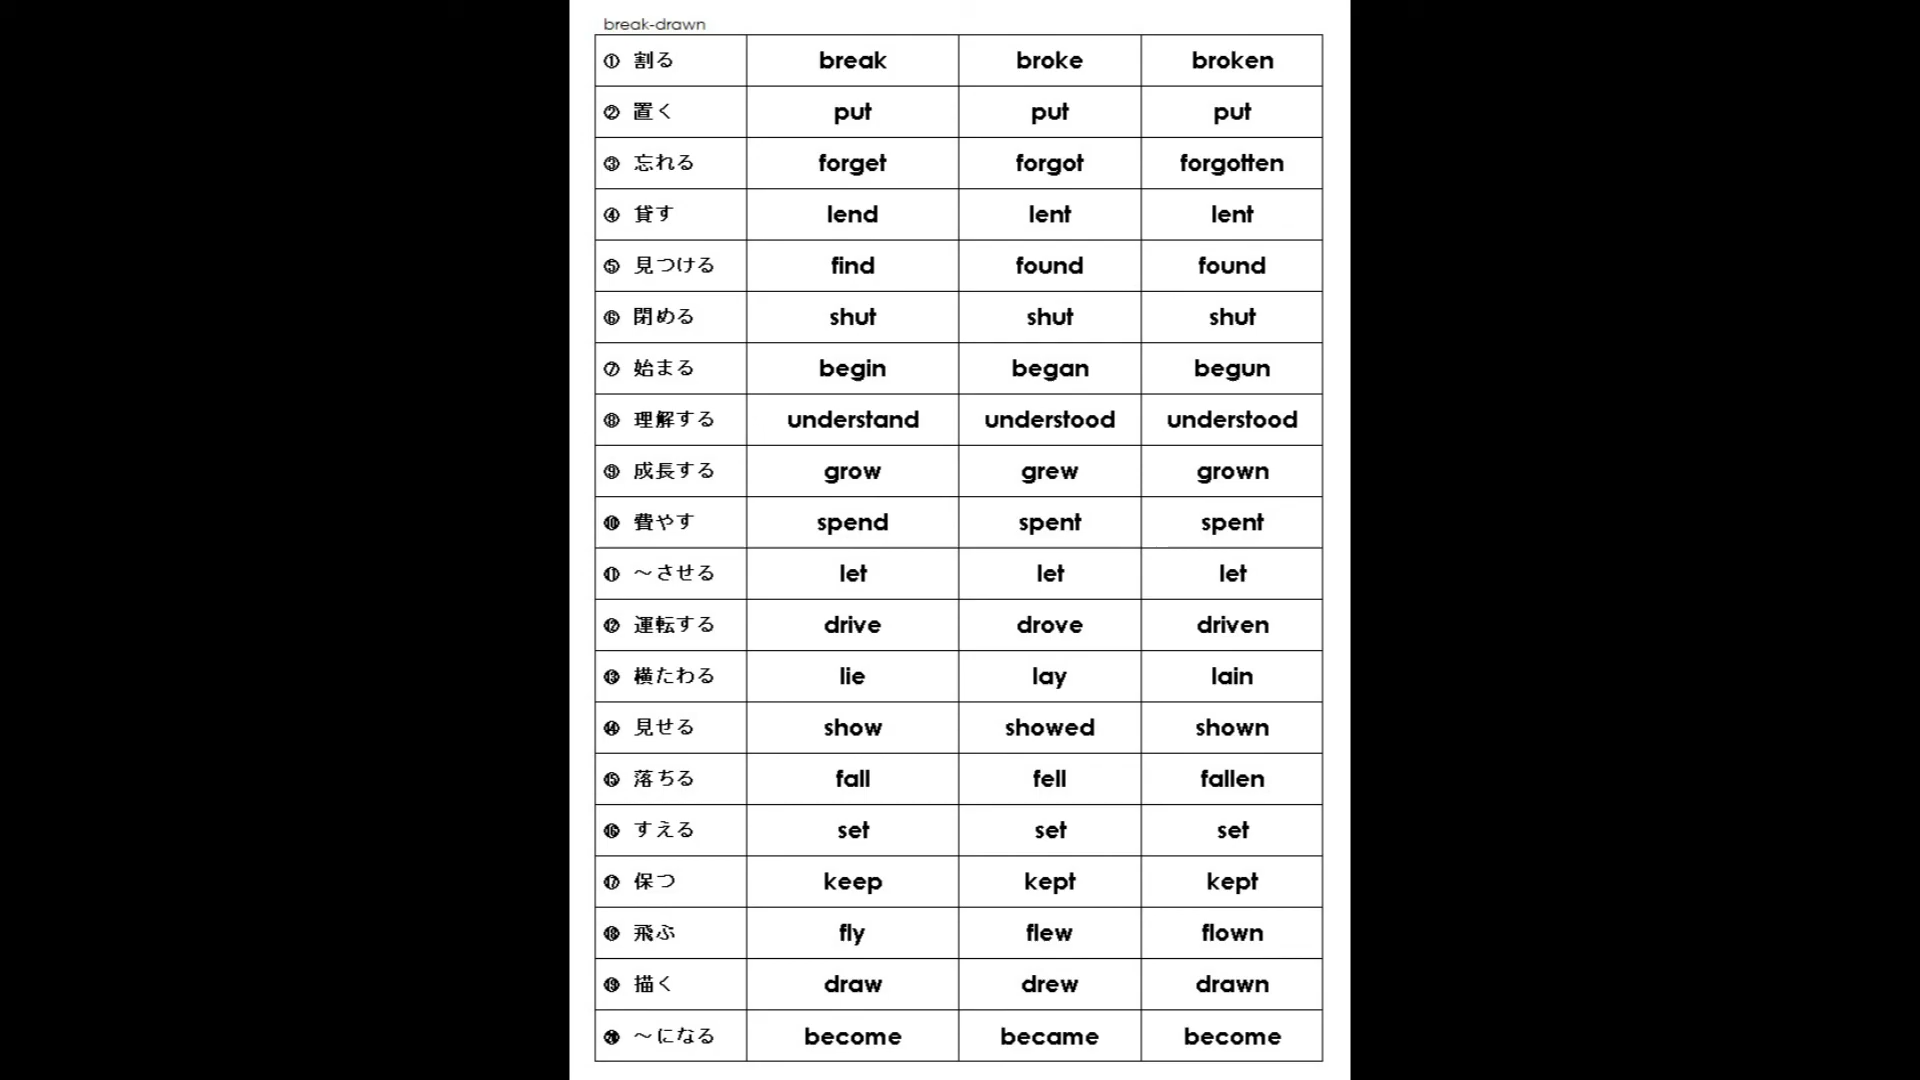 break-drawn
① 割る break broke broken
② 置く put put put
③ 忘れる forget forgot forgotten
④ 貸す lend lent lent
⑤ 見つける find found found
⑥ 閉める shut shut shut
⑦ 始まる begin began begun
⑧ 理解する understand understood understood
⑨ 成長する grow grew grown
⑩ 費やす spend spent spent
⑪ ～させる let let let
⑫ 運転する drive drove driven
⑬ 横たわる lie lay lain
⑭ 見せる show showed shown
⑮ 落ちる fall fell fallen
⑯ すえる set set set
⑰ 保つ keep kept kept
⑱ 飛ぶ fly flew flown
⑲ 描く draw drew drawn
⑳ ～になる become became become